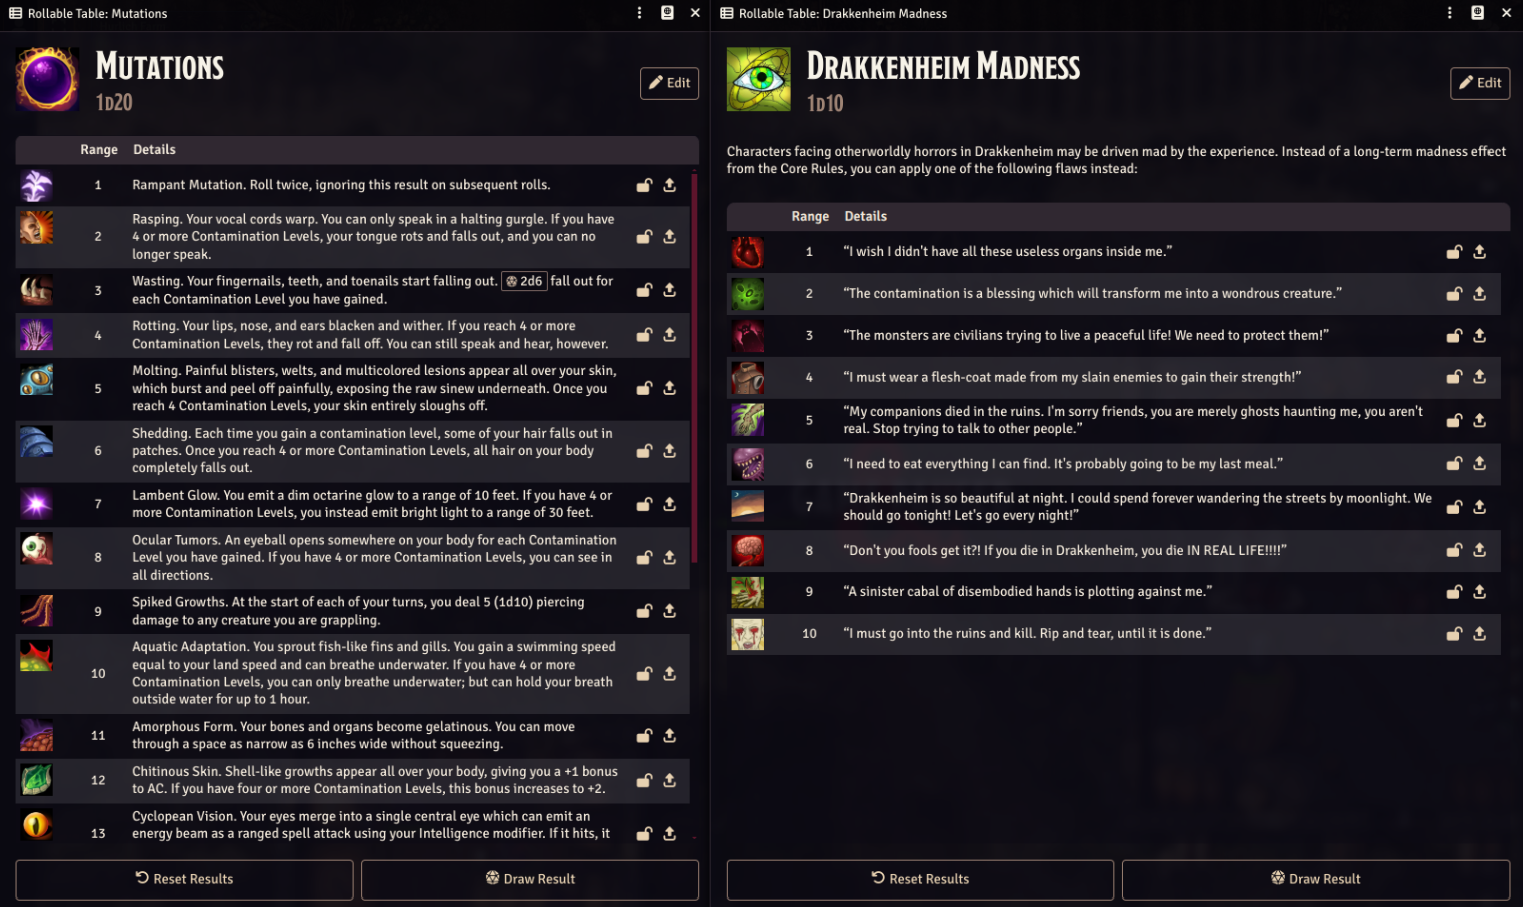 Rollable Table: Mutations
Mutations
1d20
Edit
Range Details
1 Rampant Mutation. Roll twice, ignoring this result on subsequent rolls.
Rasping. Your vocal cords warp. You can only speak in a halting gurgle. If you have
2 4 or more Contamination Levels, your tongue rots and falls out, and you can no
longer speak.
3 Wasting. Your fingernails, teeth, and toenails start falling out. 2d6 fall out for
each Contamination Level you have gained.
4 Rotting. Your lips, nose, and ears blacken and wither. If you reach 4 or more
Contamination Levels, they rot and fall off. You can still speak and hear, however.
Molting. Painful blisters, welts, and multicolored lesions appear all over your skin,
5 which burst and peel off painfully, exposing the raw sinew underneath. Once you
reach 4 Contamination Levels, your skin entirely sloughs off.
Shedding. Each time you gain a contamination level, some of your hair falls out in
6 patches. Once you reach 4 or more Contamination Levels, all hair on your body
completely falls out.
7 Lambent Glow. You emit a dim octarine glow to a range of 10 feet. If you have 4 or
more Contamination Levels, you instead emit bright light to a range of 30 feet.
Ocular Tumors. An eyeball opens somewhere on your body for each Contamination
8 Level you have gained. If you have 4 or more Contamination Levels, you can see in
all directions.
9 Spiked Growths. At the start of each of your turns, you deal 5 (1d10) piercing
damage to any creature you are grappling.
Aquatic Adaptation. You sprout fish-like fins and gills. You gain a swimming speed
10 equal to your land speed and can breathe underwater. If you have 4 or more
Contamination Levels, you can only breathe underwater; but can hold your breath
outside water for up to 1 hour.
11 Amorphous Form. Your bones and organs become gelatinous. You can move
through a space as narrow as 6 inches wide without squeezing.
12 Chitinous Skin. Shell-like growths appear all over your body, giving you a +1 bonus
to AC. If you have four or more Contamination Levels, this bonus increases to +2.
Cyclopean Vision. Your eyes merge into a single central eye which can emit an
13 energy beam as a ranged spell attack using your Intelligence modifier. If it hits, it
Reset Results
Draw Result
Rollable Table: Drakkenheim Madness
Drakkenheim Madness
1d10
Edit
Characters facing otherworldly horrors in Drakkenheim may be driven mad by the experience. Instead of a long-term madness effect
from the Core Rules, you can apply one of the following flaws instead:
Range Details
1 “I wish I didn't have all these useless organs inside me.”
2 “The contamination is a blessing which will transform me into a wondrous creature.”
3 “The monsters are civilians trying to live a peaceful life! We need to protect them!”
4 “I must wear a flesh-coat made from my slain enemies to gain their strength!”
5 “My companions died in the ruins. I'm sorry friends, you are merely ghosts haunting me, you aren't
real. Stop trying to talk to other people.”
6 “I need to eat everything I can find. It's probably going to be my last meal.”
7 “Drakkenheim is so beautiful at night. I could spend forever wandering the streets by moonlight. We
should go tonight! Let's go every night!”
8 “Don't you fools get it?! If you die in Drakkenheim, you die IN REAL LIFE!!!!”
9 “A sinister cabal of disembodied hands is plotting against me.”
10 “I must go into the ruins and kill. Rip and tear, until it is done.”
Reset Results
Draw Result